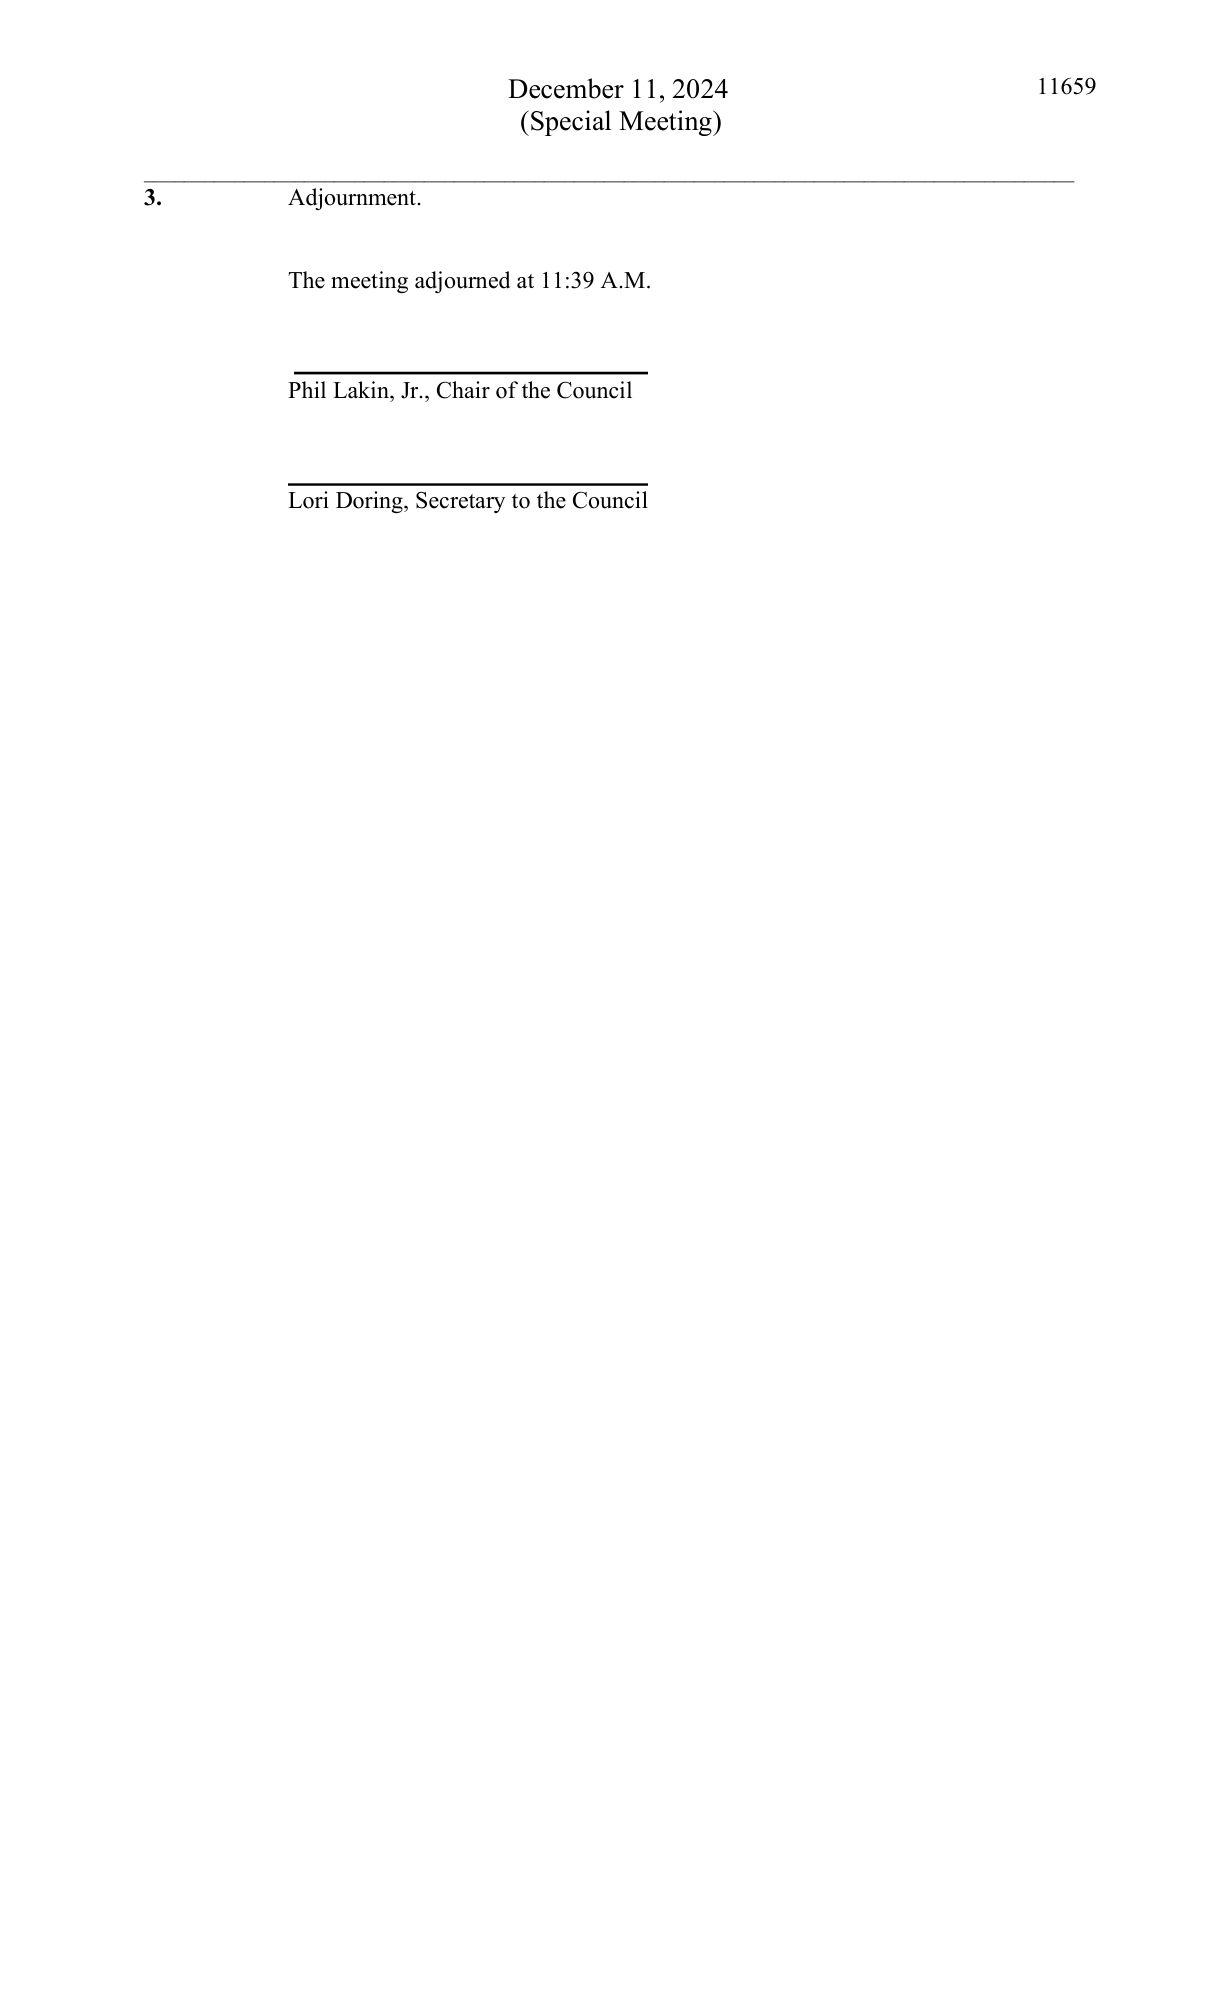 December 11, 2024
11659
(Special Meeting)
3. Adjournment.
The meeting adjourned at 11:39 A.M.
Phil Lakin, Jr., Chair of the Council
Lori Doring, Secretary to the Council